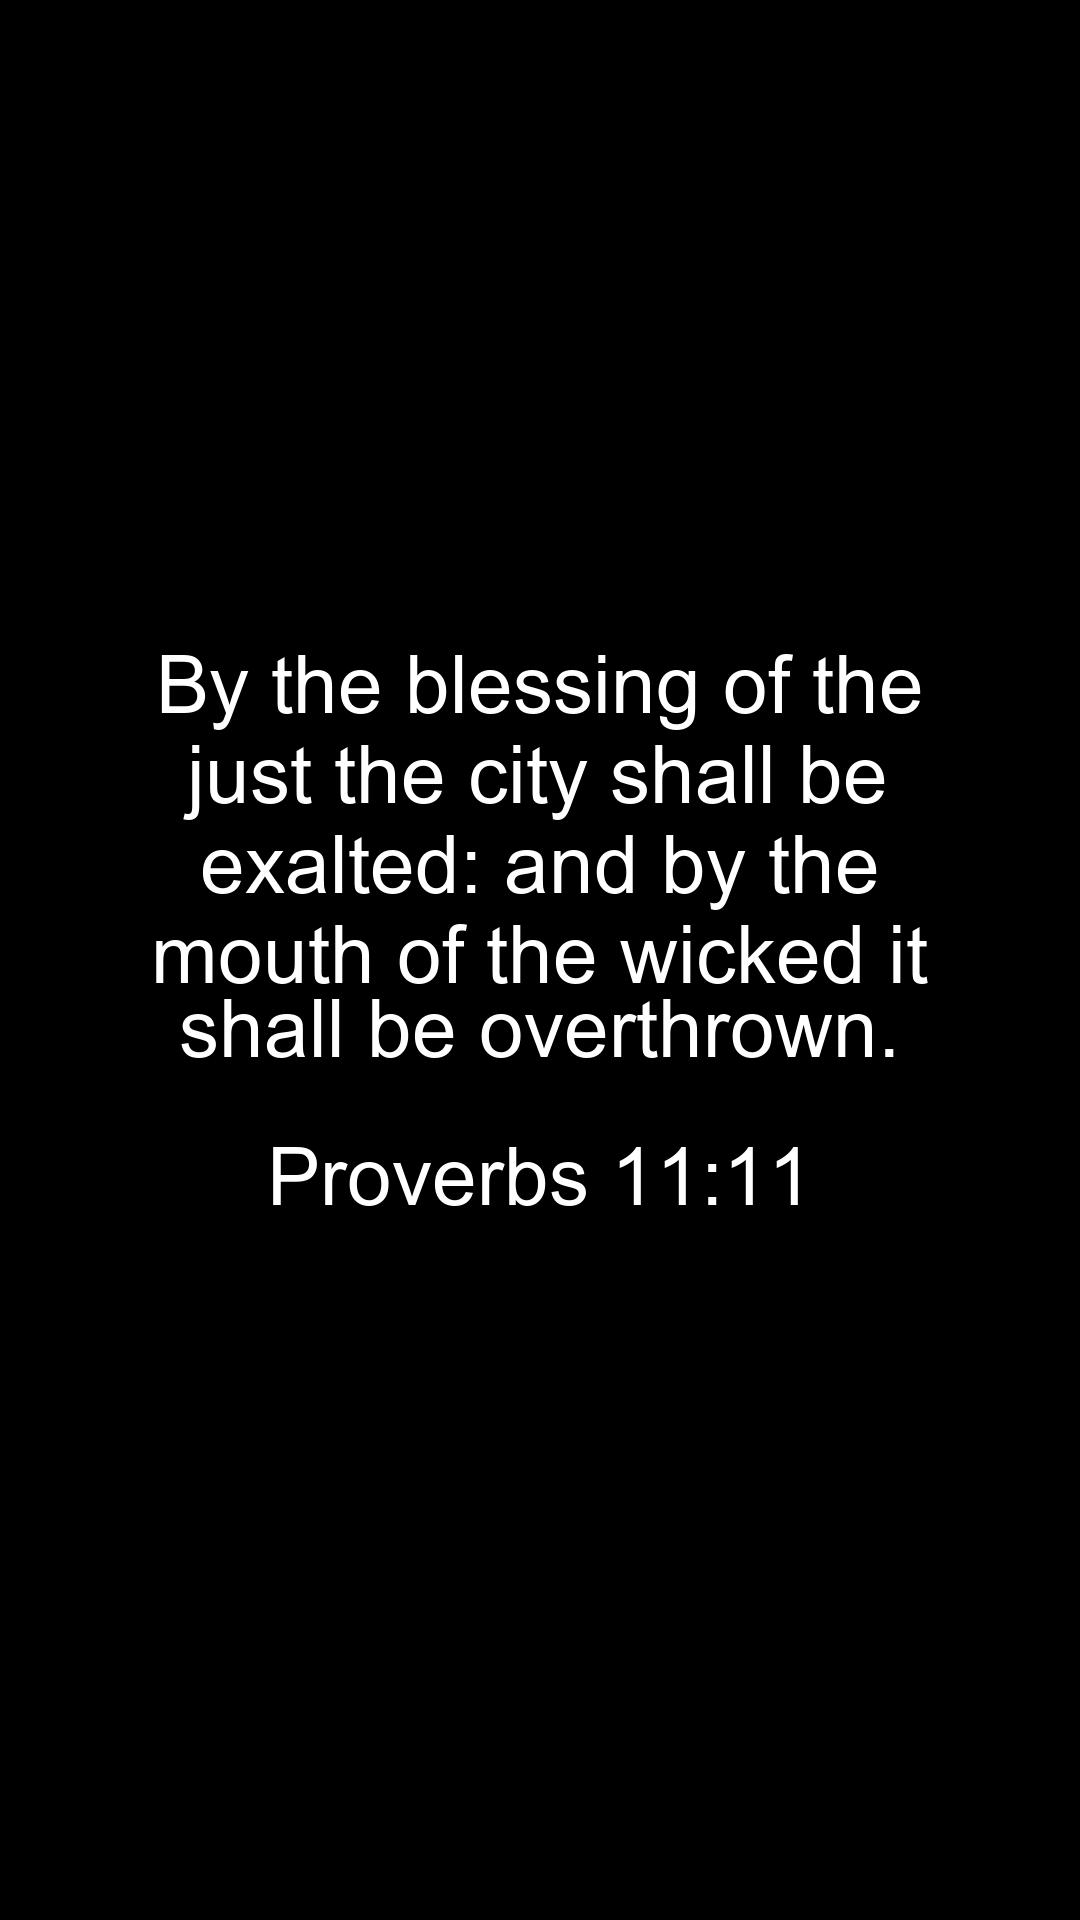 By the blessing of the
just the city shall be
exalted: and by the
mouth of the wicked it
shall be overthrown.
Proverbs 11:11